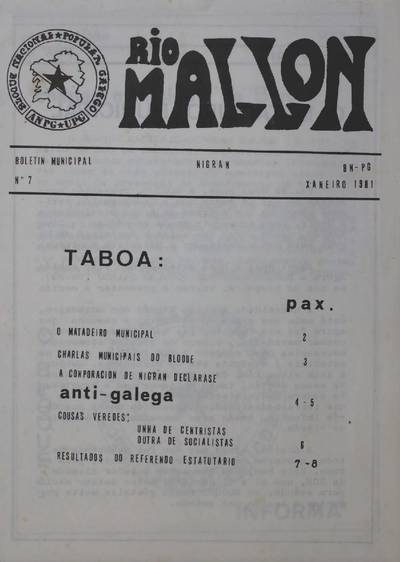 BLOQUE NACIONAL POPULAR GALEGO
ANPG★UPG
RIO
MALLON
BOLETIN MUNICIPAL
NIGRAN
BN-PG
Nº 7
XANEIRO 1981
TABOA:
pax.
O MATADEIRO MUNICIPAL 2
CHARLAS MUNICIPAIS DO BLOQUE 3
A CORPORACION DE NIGRAN DECLARASE
anti-galega 4-5
COUSAS VEREDES:
UNHA DE CENTRISTAS
OUTRA DE SOCIALISTAS 6
RESULTADOS DO REFERENDO ESTATUTARIO 7-8
INFORMA